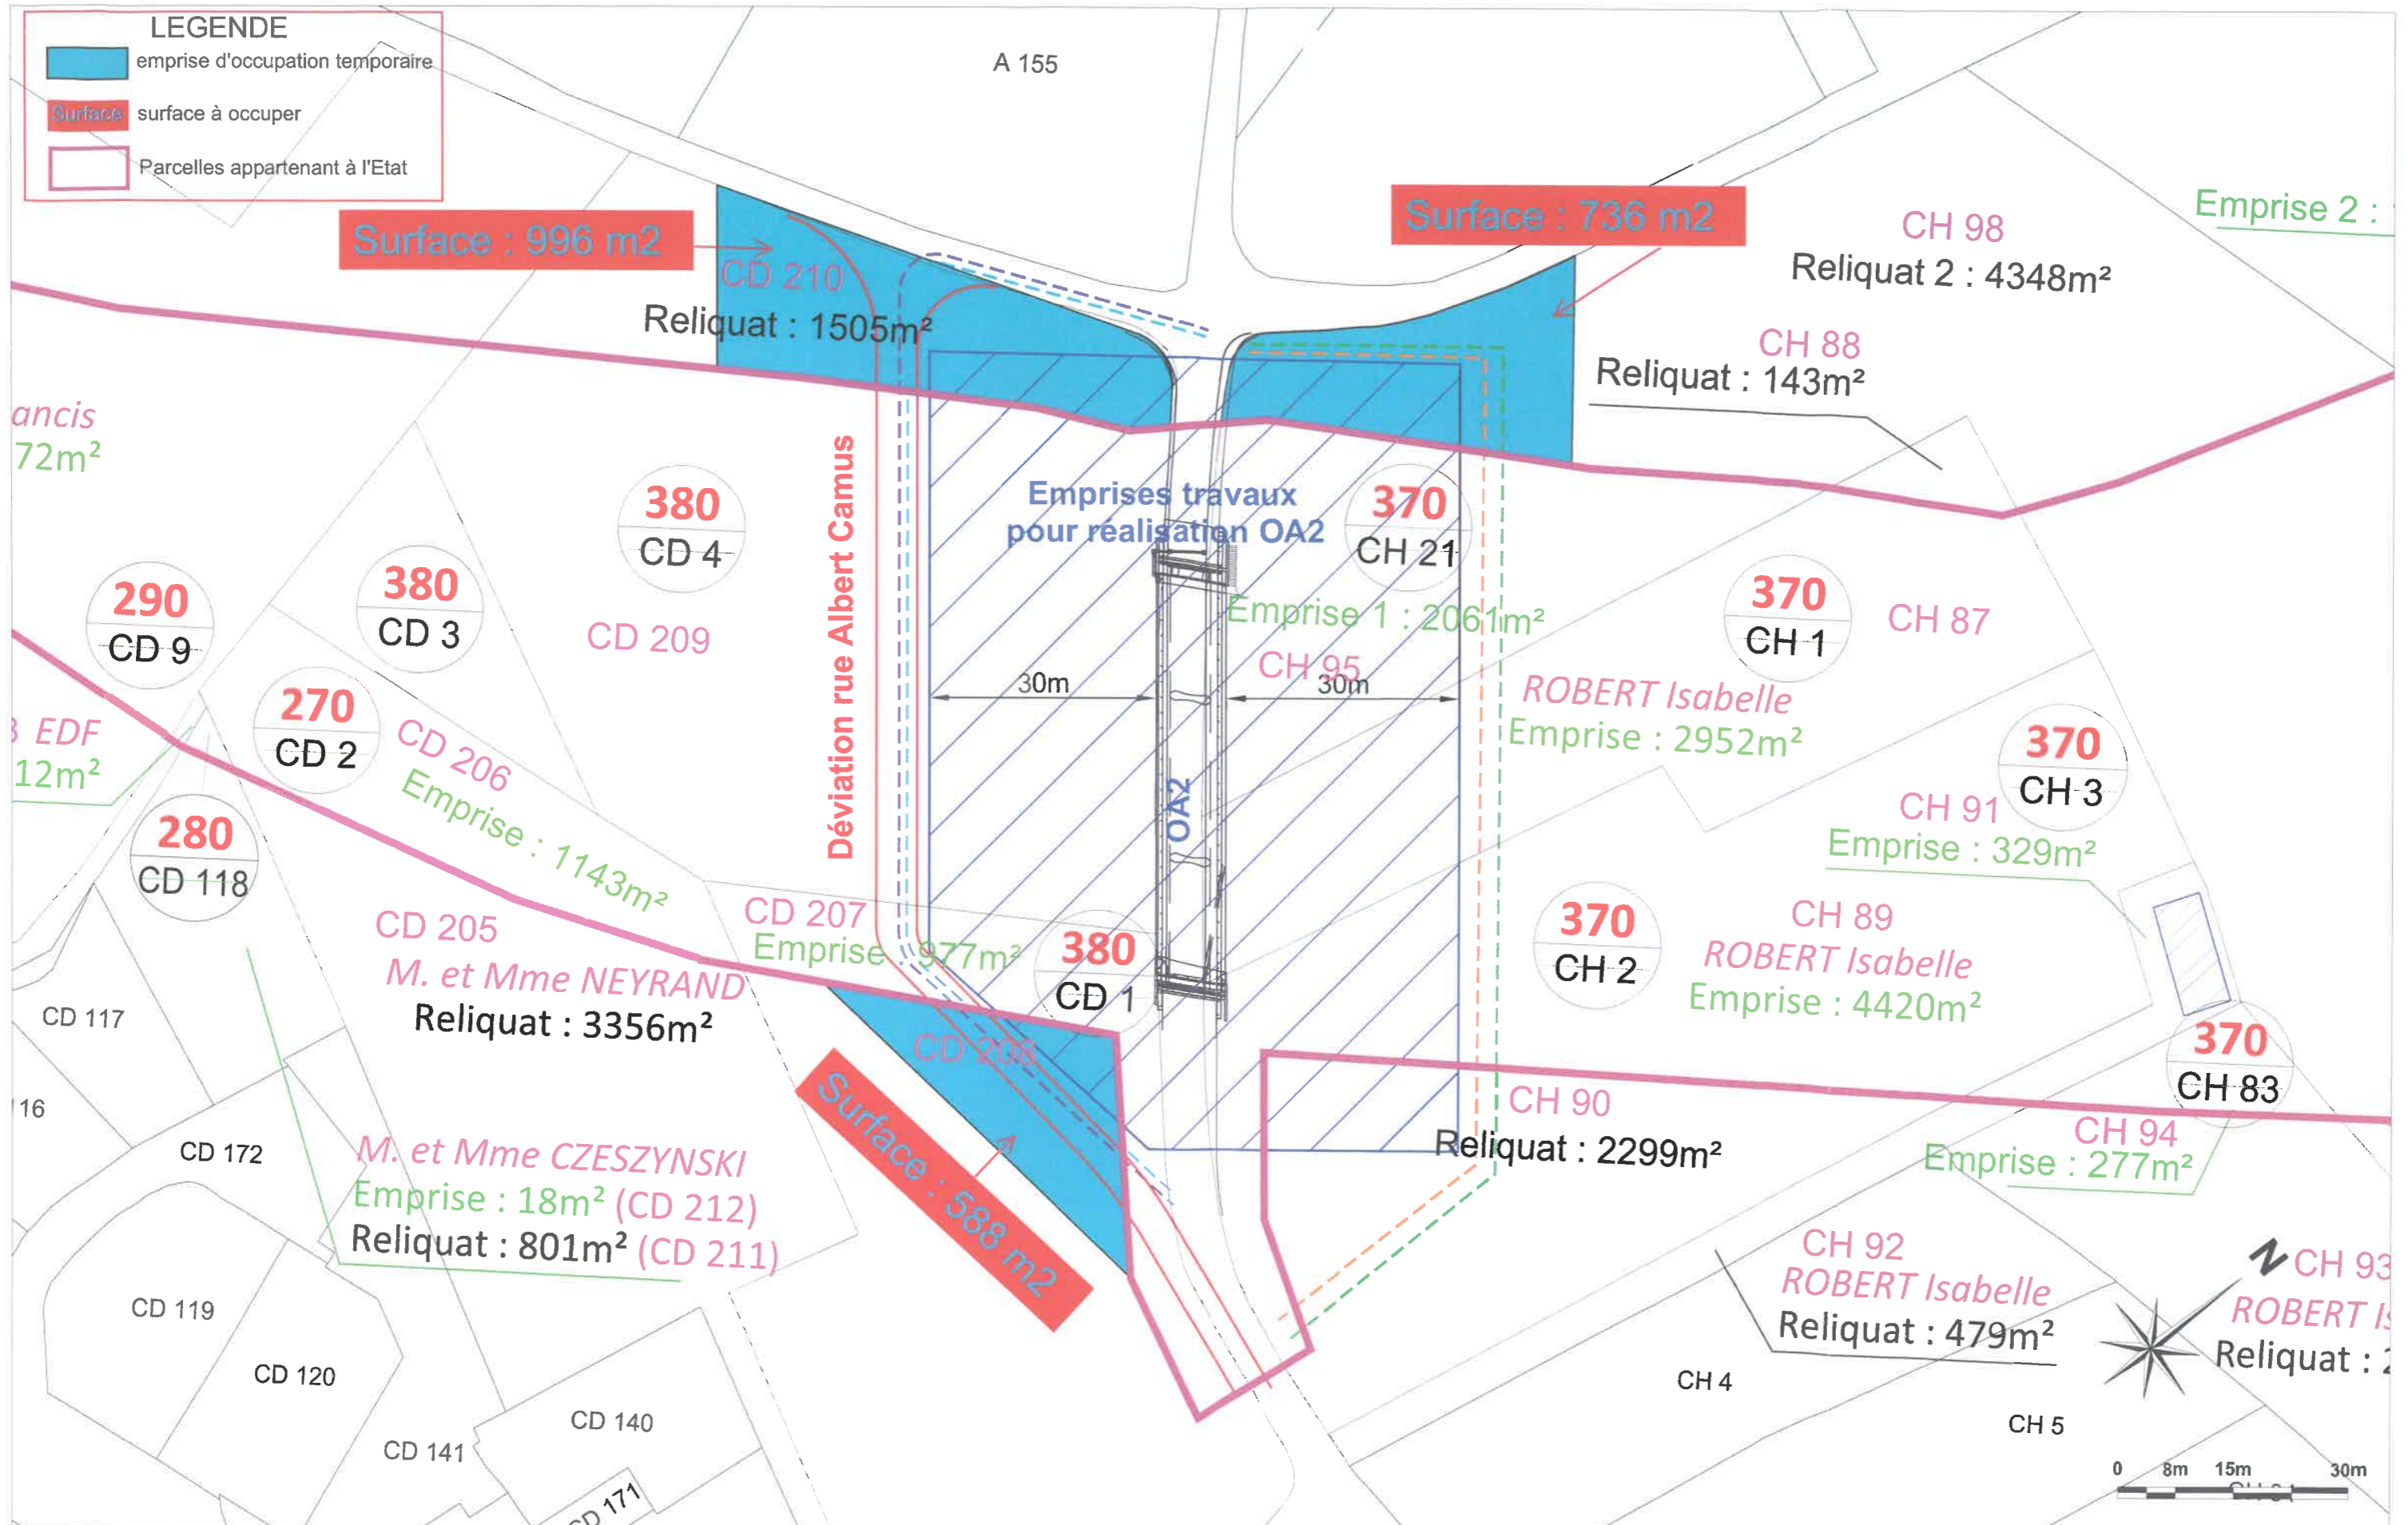 LEGENDE
emprise d'occupation temporaire
Surface
surface à occuper
Parcelles appartenant à l'Etat
A 155
Surface : 996 m2
Surface : 736 m2
CD 210
Reliquat : 1505m²
CH 98
Reliquat 2 : 4348m²
Emprise 2 :
CH 88
Reliquat : 143m²
ancis
72m²
Déviation rue Albert Camus
380
CD 4
Emprises travaux
pour réalisation OA2
370
CH 21
290
CD 9
380
CD 3
CD 209
Emprise 1 : 2061m²
CH 95
30m
30m
370
CH 1
CH 87
ROBERT Isabelle
Emprise : 2952m²
EDF
12m²
270
CD 2
CD 206
Emprise : 1143m²
OA2
370
CH 3
CH 91
Emprise : 329m²
280
CD 118
CD 205
M. et Mme NEYRAND
Reliquat : 3356m²
CD 207
Emprise 977m²
380
CD 1
370
CH 2
CH 89
ROBERT Isabelle
Emprise : 4420m²
CD 117
16
CD 208
Surface : 588 m2
370
CH 83
CH 90
Reliquat : 2299m²
CH 94
Emprise : 277m²
CD 172
M. et Mme CZESZYNSKI
Emprise : 18m² (CD 212)
Reliquat : 801m² (CD 211)
CH 92
ROBERT Isabelle
Reliquat : 479m²
N
CH 93
ROBERT Is
Reliquat :
CD 119
CD 120
CD 140
CD 141
CD 171
CH 4
CH 5
0 8m 15m 30m